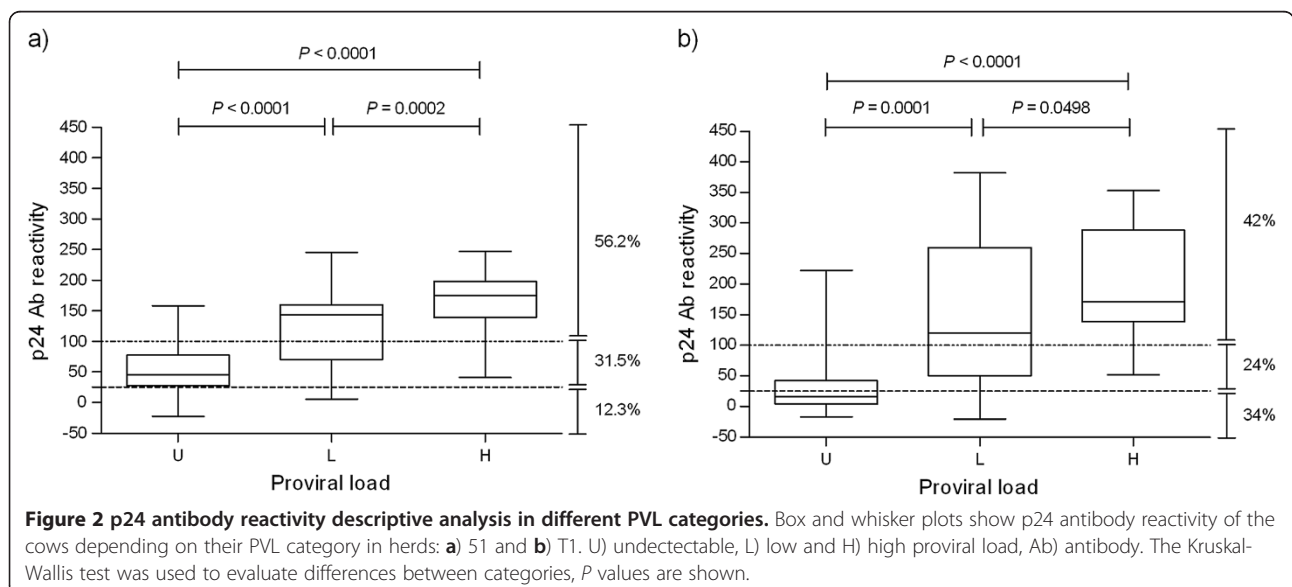 a)
P < 0.0001
P < 0.0001
P = 0.0002
450
400
350
300
250
200
150
100
50
0
-50
p24 Ab reactivity
56.2%
31.5%
12.3%
U
L
H
Proviral load
b)
P < 0.0001
P = 0.0001
P = 0.0498
450
400
350
300
250
200
150
100
50
0
-50
p24 Ab reactivity
42%
24%
34%
U
L
H
Proviral load
Figure 2 p24 antibody reactivity descriptive analysis in different PVL categories. Box and whisker plots show p24 antibody reactivity of the
cows depending on their PVL category in herds: a) 51 and b) T1. U) undectectable, L) low and H) high proviral load, Ab) antibody. The Kruskal-
Wallis test was used to evaluate differences between categories, P values are shown.